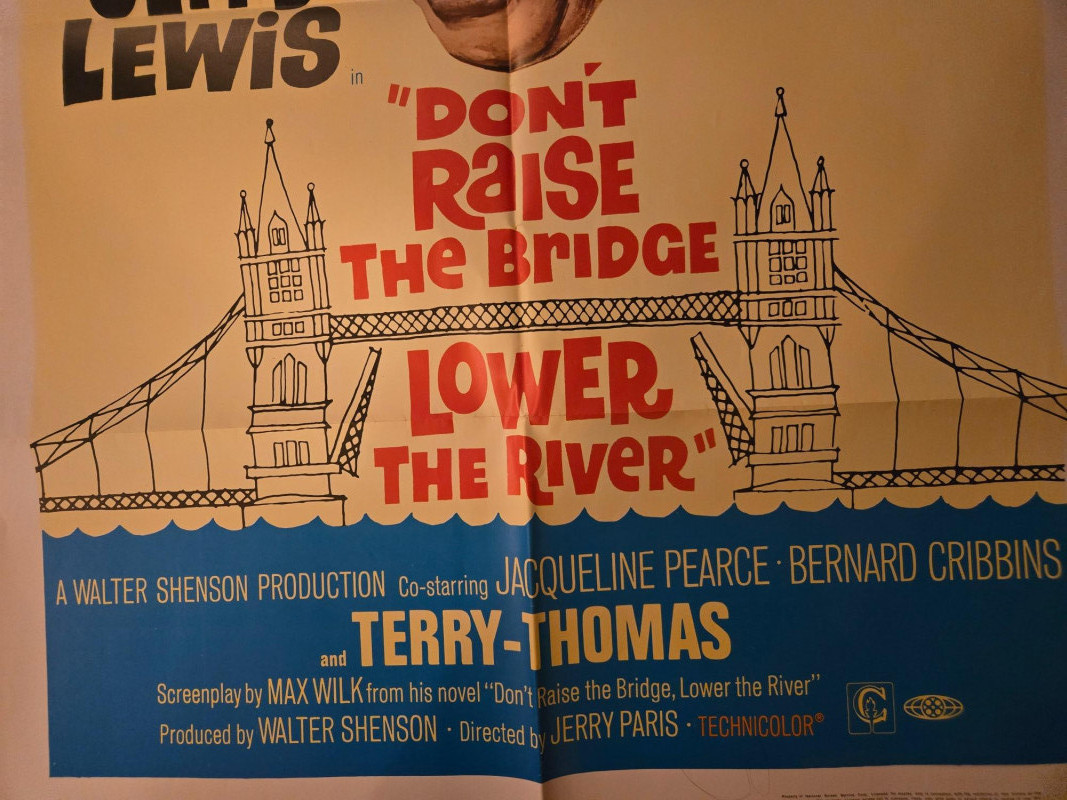 LEWiS
in
"DON'T
RaISE
THe BrIDGE
LOWER
THE RiveR"
A WALTER SHENSON PRODUCTION Co-starring JACQUELINE PEARCE · BERNARD CRIBBINS
and TERRY-THOMAS
Screenplay by MAX WILK from his novel "Don't Raise the Bridge, Lower the River"
Produced by WALTER SHENSON · Directed by JERRY PARIS · TECHNICOLOR®